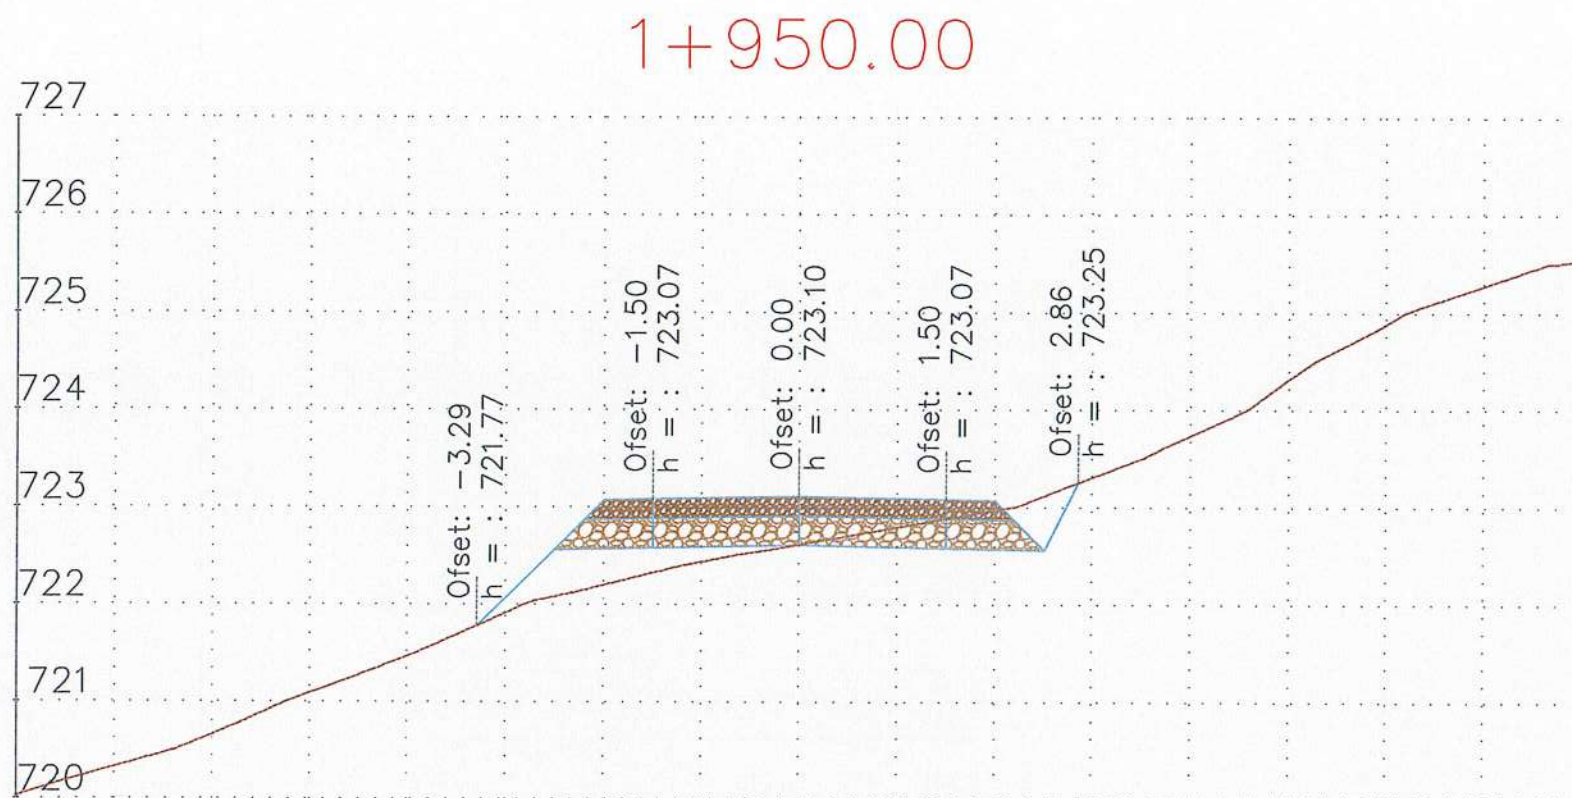 1+950.00
727
726
725
724
723
722
721
720
Ofset: -3.29
h = : 721.77
Ofset: -1.50
h = : 723.07
Ofset: 0.00
h = : 723.10
Ofset: 1.50
h = : 723.07
Ofset: 2.86
h = : 723.25